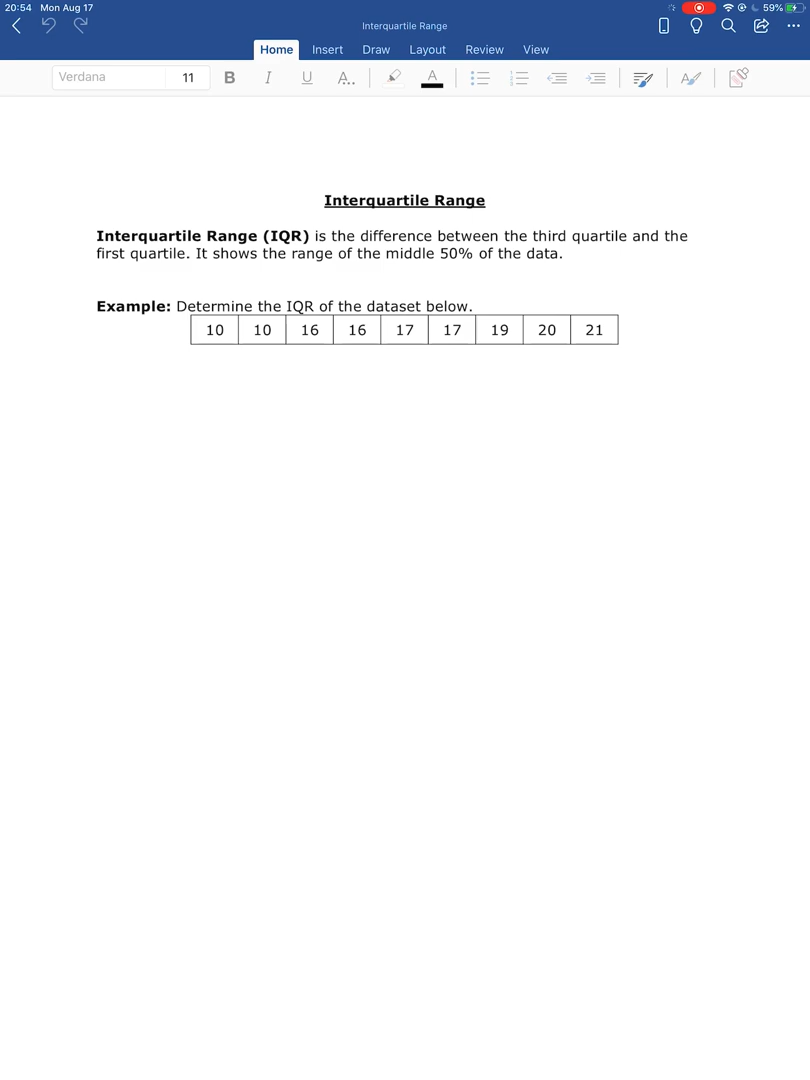 20:54 Mon Aug 17
59%
Interquartile Range
Home Insert Draw Layout Review View
Verdana 11 B I U A.. A
Interquartile Range
Interquartile Range (IQR) is the difference between the third quartile and the
first quartile. It shows the range of the middle 50% of the data.
Example: Determine the IQR of the dataset below.
10 10 16 16 17 17 19 20 21